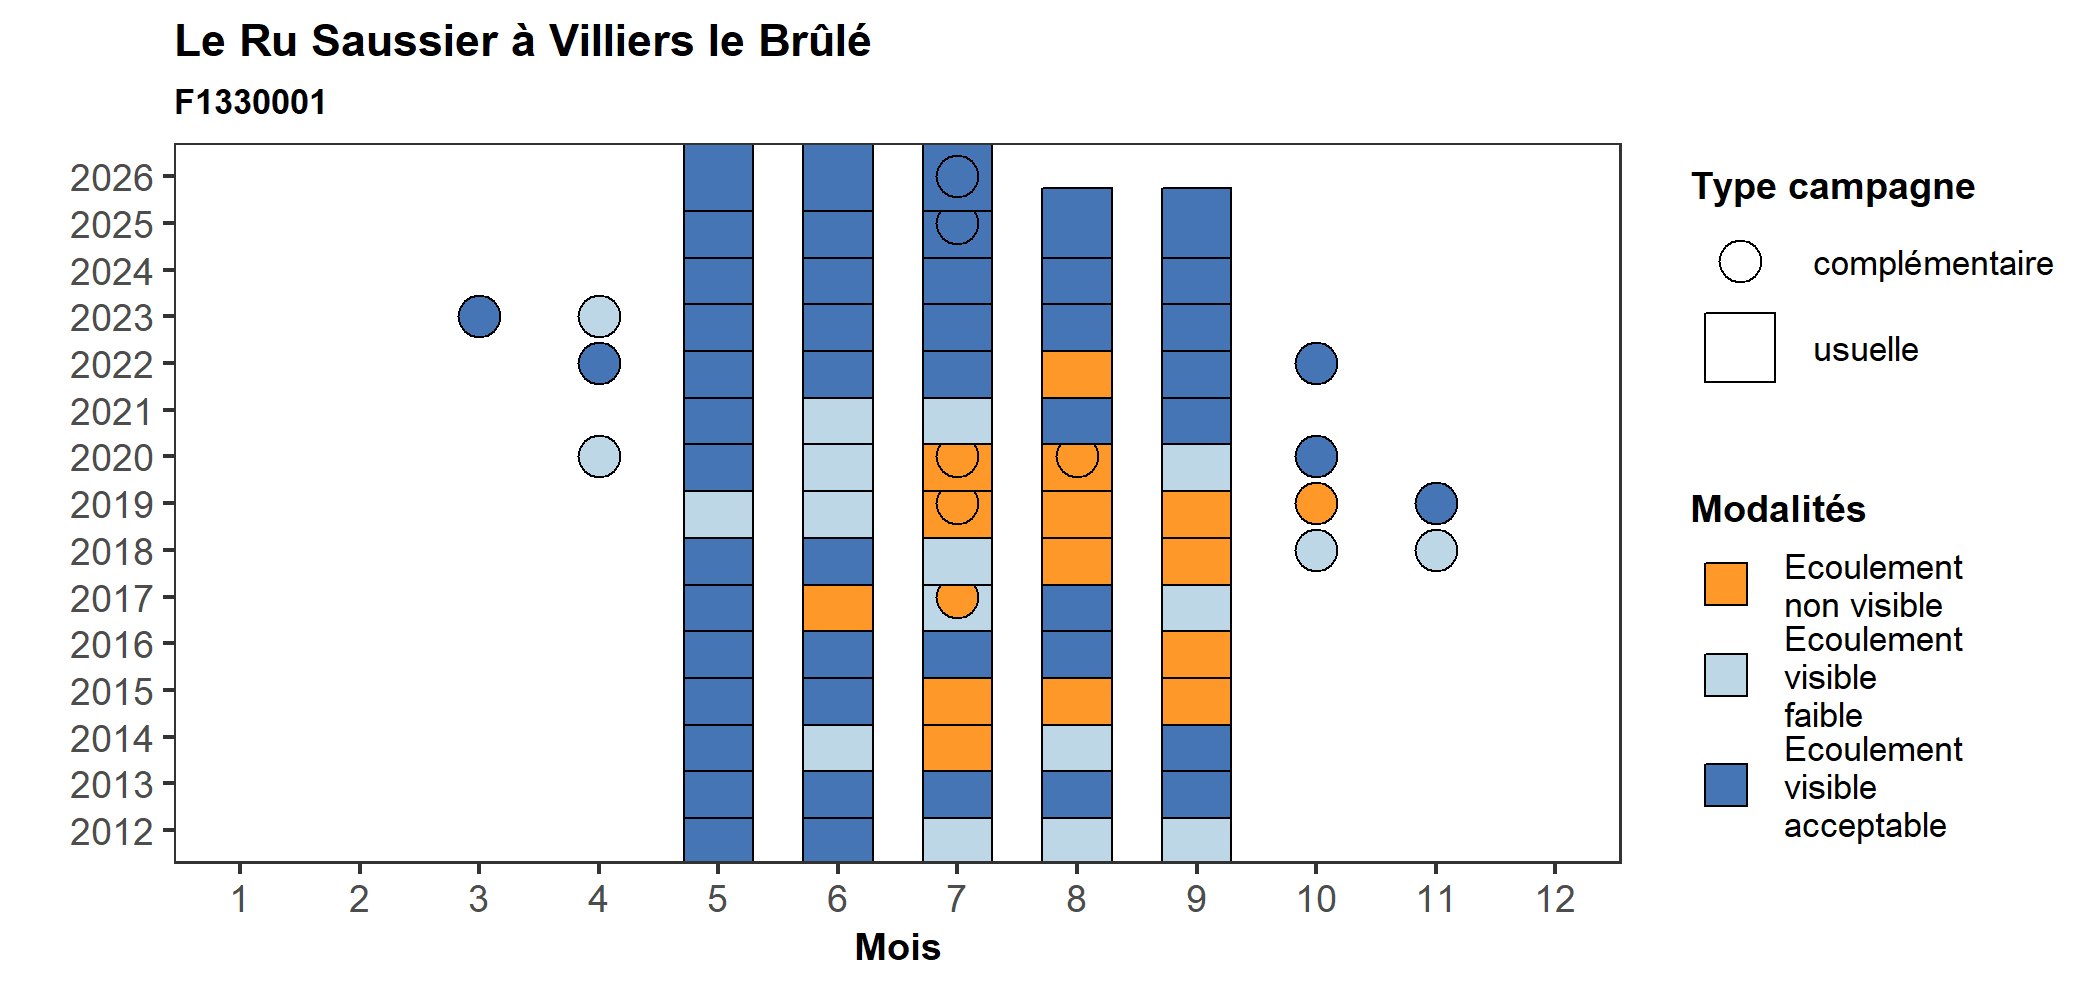 Le Ru Saussier à Villiers le Brûlé
F1330001
2026
2025
2024
2023
2022
2021
2020
2019
2018
2017
2016
2015
2014
2013
2012
1 2 3 4 5 6 7 8 9 10 11 12
Mois
Type campagne
complémentaire
usuelle
Modalités
Ecoulement
non visible
Ecoulement
visible
faible
Ecoulement
visible
acceptable